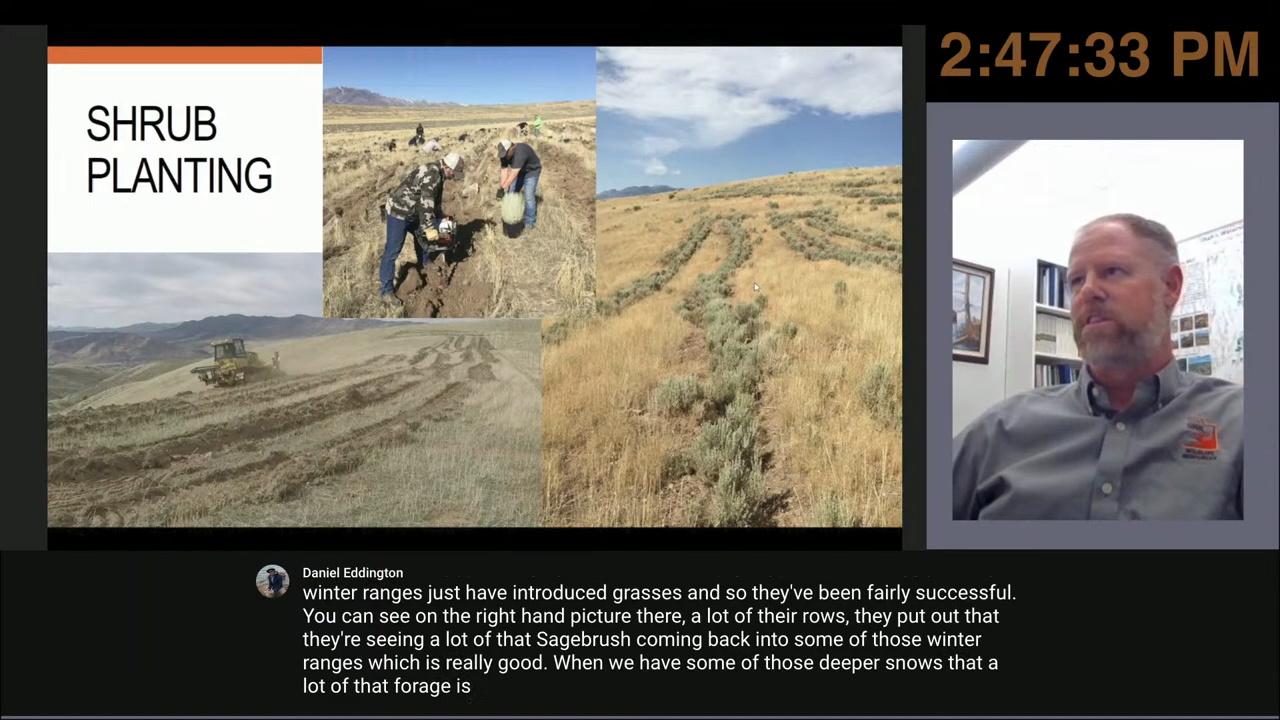 2:47:33 PM
SHRUB
PLANTING
Daniel Eddington
winter ranges just have introduced grasses and so they've been fairly successful.
You can see on the right hand picture there, a lot of their rows, they put out that
they're seeing a lot of that Sagebrush coming back into some of those winter
ranges which is really good. When we have some of those deeper snows that a
lot of that forage is